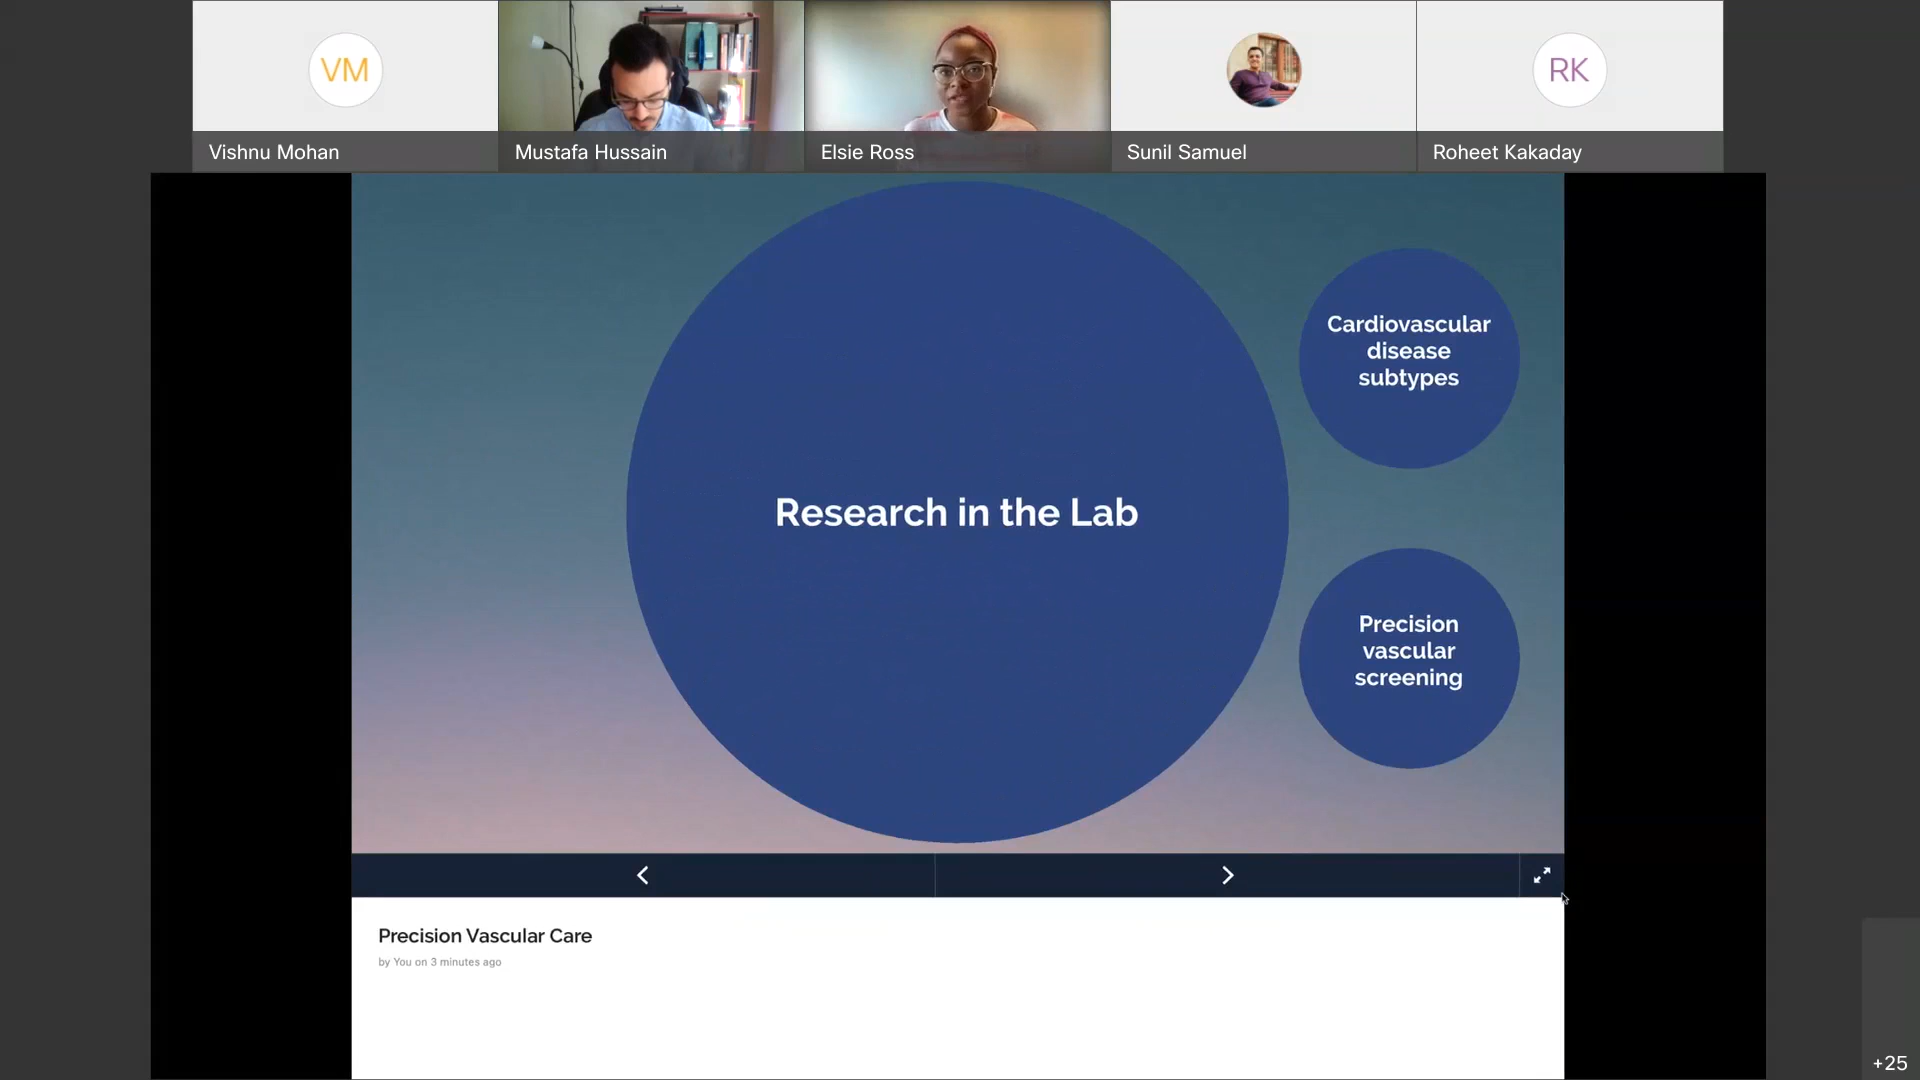 VM
RK
Vishnu Mohan
Mustafa Hussain
Elsie Ross
Sunil Samuel
Roheet Kakaday
Research in the Lab
Cardiovascular
disease
subtypes
Precision
vascular
screening
Precision Vascular Care
by You on 3 minutes ago
+25